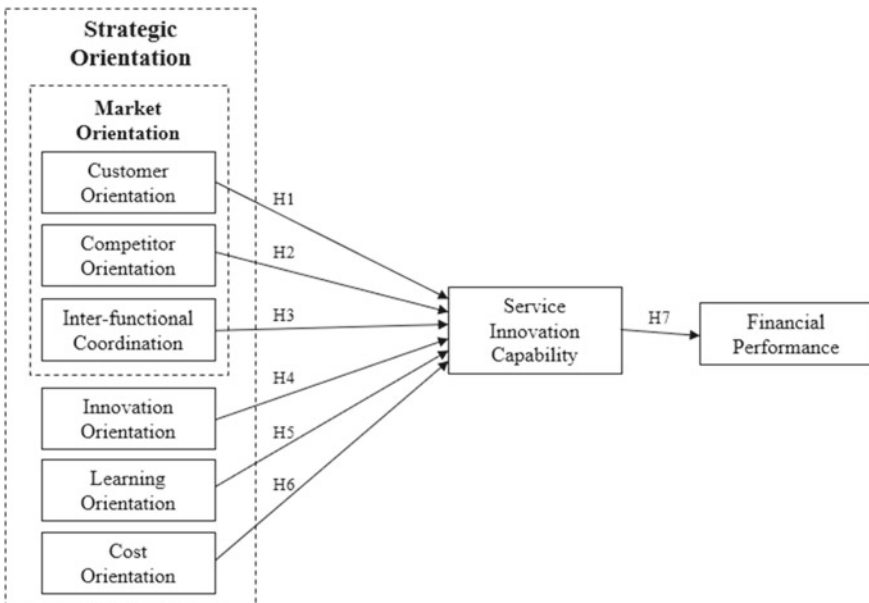 Strategic
Orientation
Market
Orientation
Customer
Orientation
H1
Competitor
Orientation
H2
Inter-functional
Coordination
H3
Service
Innovation
Capability
H7
Financial
Performance
H4
Innovation
Orientation
H5
Learning
Orientation
H6
Cost
Orientation